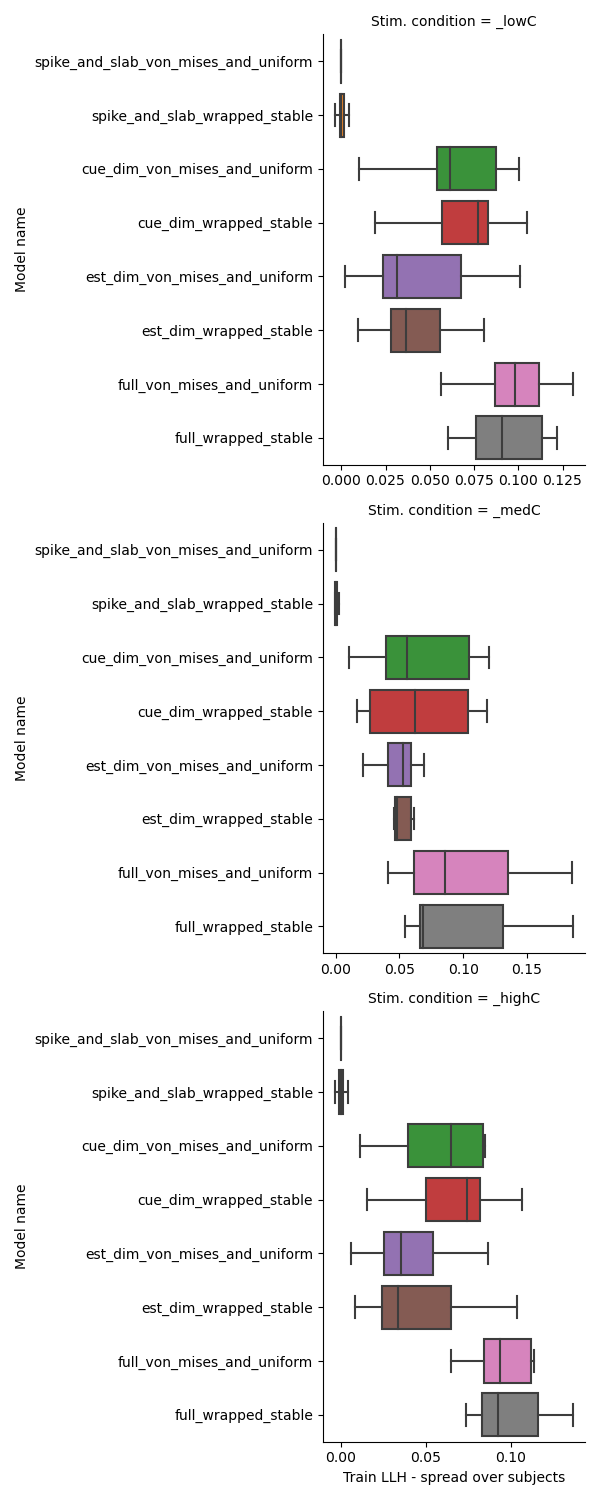 Stim. condition = _lowC
spike_and_slab_von_mises_and_uniform
spike_and_slab_wrapped_stable
cue_dim_von_mises_and_uniform
cue_dim_wrapped_stable
est_dim_von_mises_and_uniform
est_dim_wrapped_stable
full_von_mises_and_uniform
full_wrapped_stable
Model name
0.000 0.025 0.050 0.075 0.100 0.125
Stim. condition = _medC
spike_and_slab_von_mises_and_uniform
spike_and_slab_wrapped_stable
cue_dim_von_mises_and_uniform
cue_dim_wrapped_stable
est_dim_von_mises_and_uniform
est_dim_wrapped_stable
full_von_mises_and_uniform
full_wrapped_stable
Model name
0.00 0.05 0.10 0.15
Stim. condition = _highC
spike_and_slab_von_mises_and_uniform
spike_and_slab_wrapped_stable
cue_dim_von_mises_and_uniform
cue_dim_wrapped_stable
est_dim_von_mises_and_uniform
est_dim_wrapped_stable
full_von_mises_and_uniform
full_wrapped_stable
Model name
0.00 0.05 0.10
Train LLH - spread over subjects